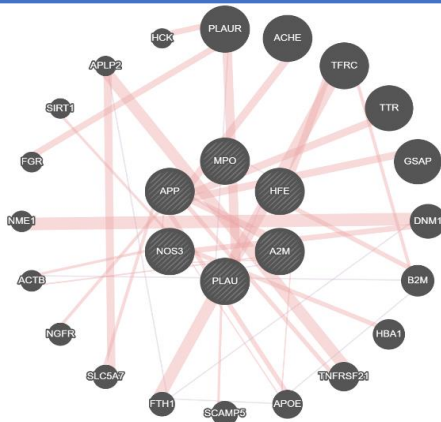 PLAUR
ACHE
HCK
TFRC
APLP2
TTR
SIRT1
MPO
GSAP
FGR
APP
HFE
NME1
DNM1
NOS3
A2M
ACTB
B2M
PLAU
NGFR
HBA1
SLC5A7
TNFRSF21
FTH1
APOE
SCAMP5